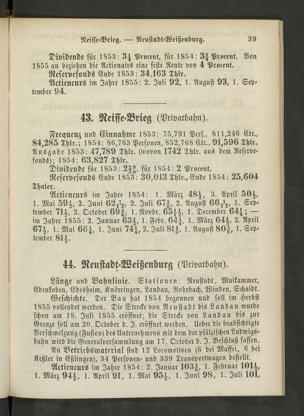 Neisse-Brieg. — Neustadt-Weißenburg. 39
Dividende für 1853: 3¼ Procent, für 1854: 3¾ Procent. Von
1855 an beziehen die Actionairs eine feste Rente von 4 Procent.
Reservefonds Ende 1853: 34,163 Thlr.
Actiencurs im Jahre 1855: 2. Juli 92, 1. August 93, 1. Sep-
tember 94.
43. Neisse-Brieg (Privatbahn).
Frequenz und Einnahme 1853: 75,791 Pers., 811,246 Ctr.,
84,285 Thlr.; 1854: 86,763 Personen, 852,768 Ctr., 91,596 Thlr.
Ausgabe 1853: 47,789 Thlr. (wovon 1742 Thlr. aus dem Reserve-
fonds); 1854: 63,827 Thlr.
Dividende für 1853: für 1854: 2 Procent.
Reservefonds Ende 1853: 30,013 Thlr., Ende 1854: 25,604
Thaler.
Actiencurs im Jahre 1854: 1. März 48½, 3. April 50½,
1. Mai 59½, 2. Juni 62½, 2. Juli 67½, 2. August 66, 1. Sep-
tember 71½, 2. October 69¾, 1. Novbr. 65¼, 1. December 64¼; —
im Jahre 1855: 2. Januar 63¼, 1. Febr. 64¾, 1. März 64¾, 2. April
67¼, 1. Mai 66¼, 1. Juni 74½, 2. Juli 81¼, 1. August 80¾, 1. Sep-
tember 81¼.
44. Neustadt-Weißenburg (Privatbahn).
Länge und Bahnlinie. Stationen: Neustadt, Maikammer,
Edenkoben, Edesheim, Knöringen, Landau, Rohrbach, Winden, Schaidt.
Geschichte. Der Bau hat 1854 begonnen und soll im Herbst
1855 vollendet werden. Die Strecke von Neustadt bis Landau wurde
schon am 18. Juli 1855 eröffnet; die Strecke von Landau bis zur
Grenze soll am 20. October d. J. eröffnet werden. Ueber die beabsichtigte
Verschmelzung (Fusion) des Unternehmens mit dem der pfälzischen Ludwigs-
bahn wird die Generalversammlung am 17. October d. J. Beschluß fassen.
An Betriebsmaterial sind 12 Locomotiven (6 bei Maffei, 6 bei
Keßler in Eßlingen), 34 Personen- und 339 Transportwagen bestellt.
Actiencurs im Jahre 1854: 2. Januar 103¼, 1. Februar 101¼,
1. März 94¼, 1. April 91, 1. Mai 95¼, 1. Juni 98, 1. Juli 101,